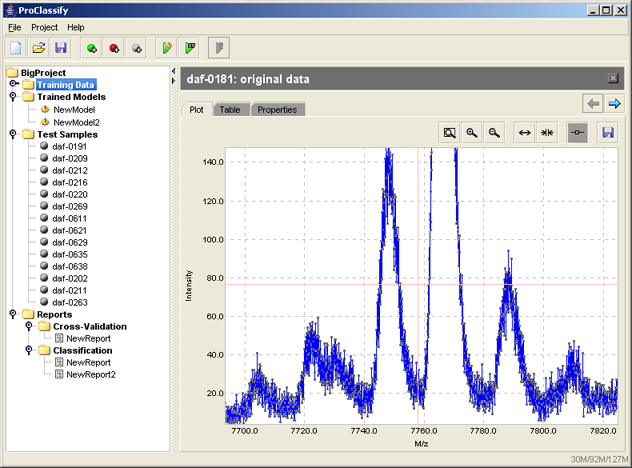 ProClassify
File Project Help
BigProject
Training Data
Trained Models
NewModel
NewModel2
Test Samples
daf-0191
daf-0209
daf-0212
daf-0216
daf-0220
daf-0269
daf-0611
daf-0621
daf-0629
daf-0635
daf-0638
daf-0202
daf-0211
daf-0263
Reports
Cross-Validation
NewReport
Classification
NewReport
NewReport2
daf-0181: original data
Plot Table Properties
140.0
120.0
100.0
80.0
60.0
40.0
20.0
Intensity
7700.0 7720.0 7740.0 7760.0 7780.0 7800.0 7820.0
M/z
30M/92M/127M